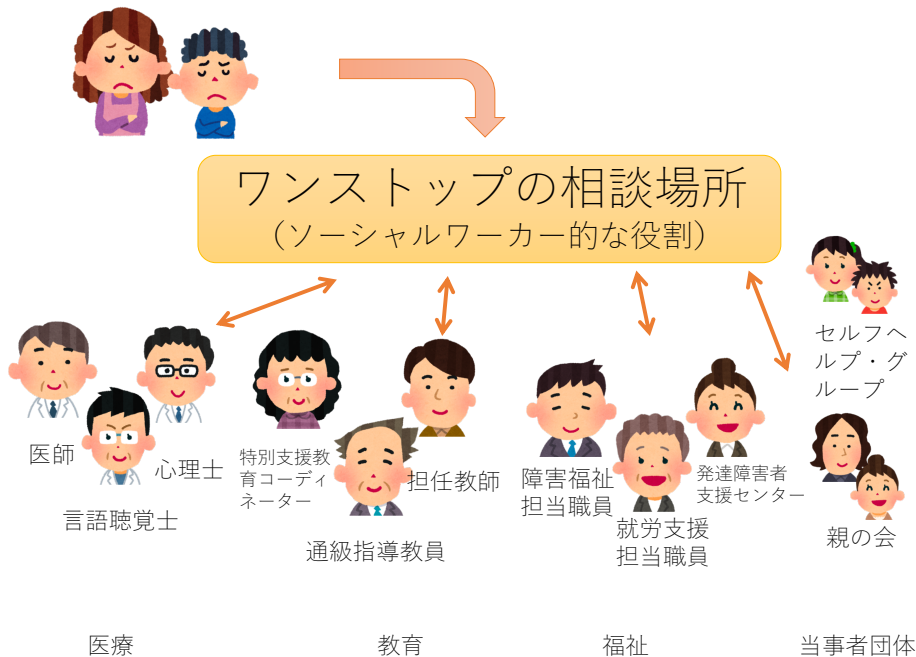 ワンストップの相談場所
（ソーシャルワーカー的な役割）
医師
心理士
言語聴覚士
特別支援教
育コーディ
ネーター
担任教師
通級指導教員
障害福祉
担当職員
就労支援
担当職員
発達障害者
支援センター
セルフヘ
ルプ・グ
ループ
親の会
医療
教育
福祉
当事者団体